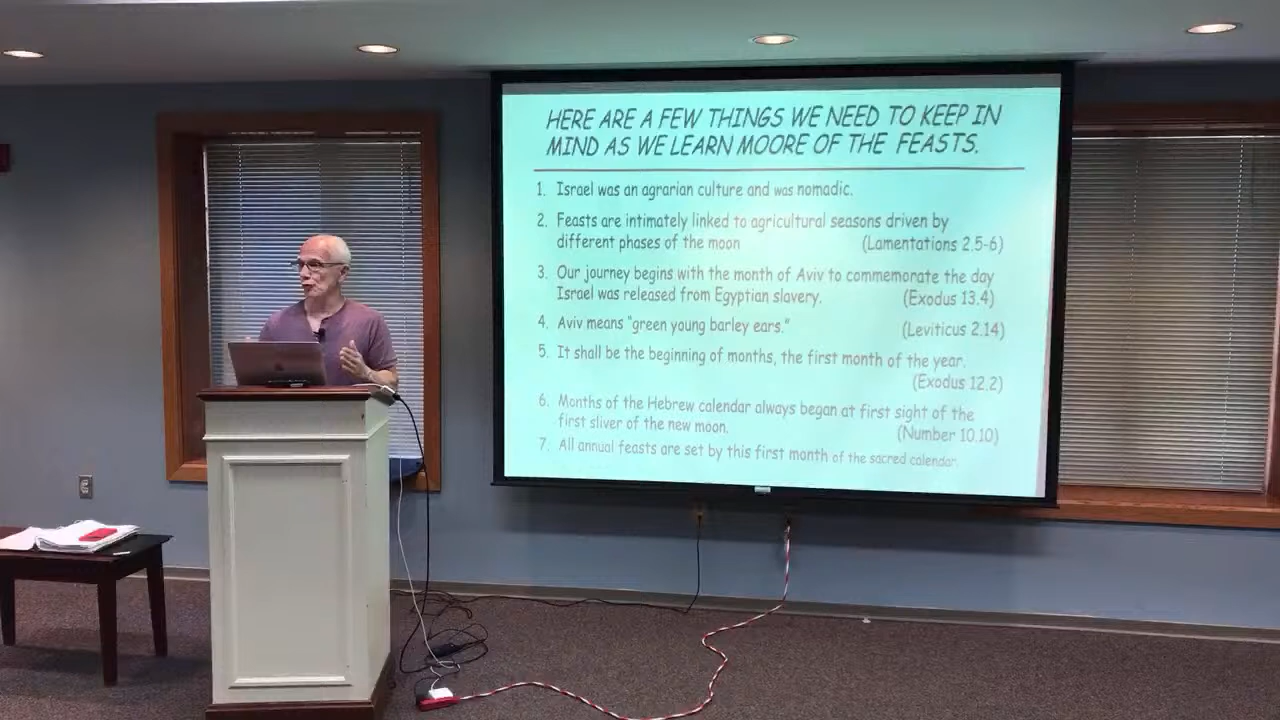 HERE ARE A FEW THINGS WE NEED TO KEEP IN
MIND AS WE LEARN MOORE OF THE FEASTS.
1. Israel was an agrarian culture and was nomadic.
2. Feasts are intimately linked to agricultural seasons driven by
different phases of the moon (Lamentations 2.5-6)
3. Our journey begins with the month of Aviv to commemorate the day
Israel was released from Egyptian slavery. (Exodus 13.4)
4. Aviv means "green young barley ears." (Leviticus 2.14)
5. It shall be the beginning of months, the first month of the year.
(Exodus 12.2)
6. Months of the Hebrew calendar always began at first sight of the
first sliver of the new moon. (Number 10.10)
7. All annual feasts are set by this first month of the sacred calendar.